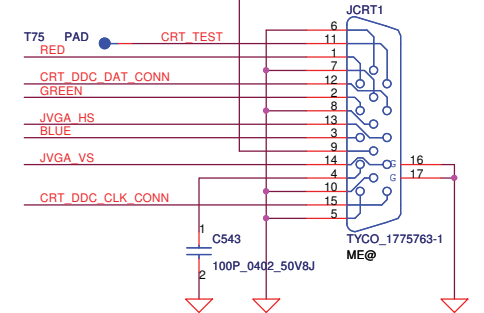 JCRT1
6
T75 PAD CRT_TEST 11
RED 1
7
CRT_DDC_DAT_CONN 12
GREEN 2
8
JVGA_HS 13
BLUE 3
9
JVGA_VS 14 G 16
4 G 17
10
CRT_DDC_CLK_CONN 15
5
1
C543 TYCO_1775763-1
ME@
100P_0402_50V8J
2